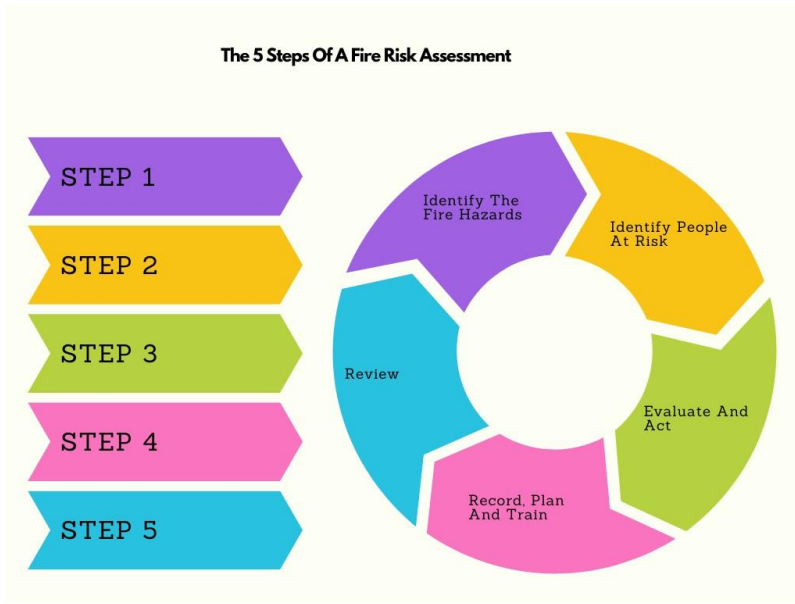 The 5 Steps Of A Fire Risk Assessment
STEP 1
STEP 2
STEP 3
STEP 4
STEP 5
Identify The
Fire Hazards
Identify People
At Risk
Evaluate And
Act
Record, Plan
And Train
Review